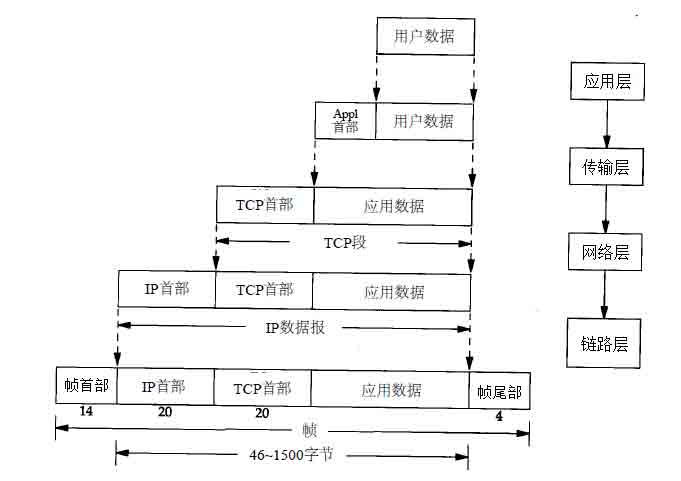 用户数据
应用层
Appl
首部
用户数据
传输层
TCP首部
应用数据
TCP段
网络层
IP首部
TCP首部
应用数据
IP数据报
链路层
帧首部
IP首部
TCP首部
应用数据
帧尾部
14
20
20
4
帧
46~1500字节